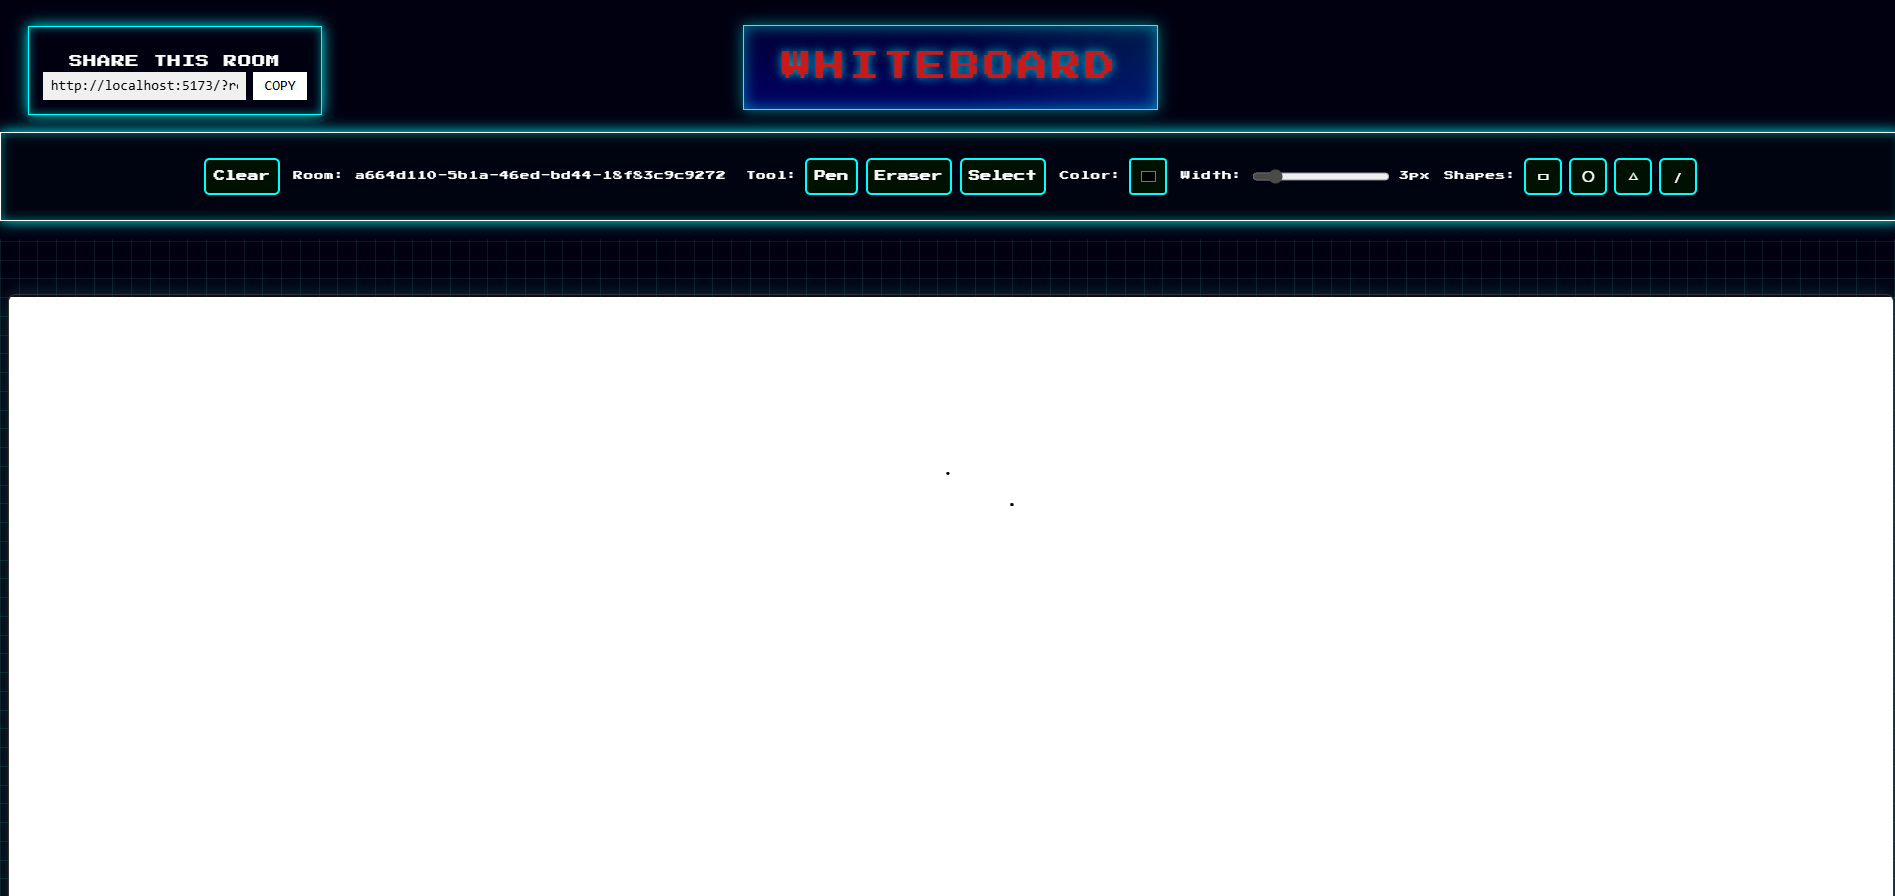 SHARE THIS ROOM
http://localhost:5173/?r
COPY
WHITEBOARD
Clear Room: a664d110-5b1a-46ed-bd44-18f83c9c9272 Tool: Pen Eraser Select Color: Width: 3px Shapes: /